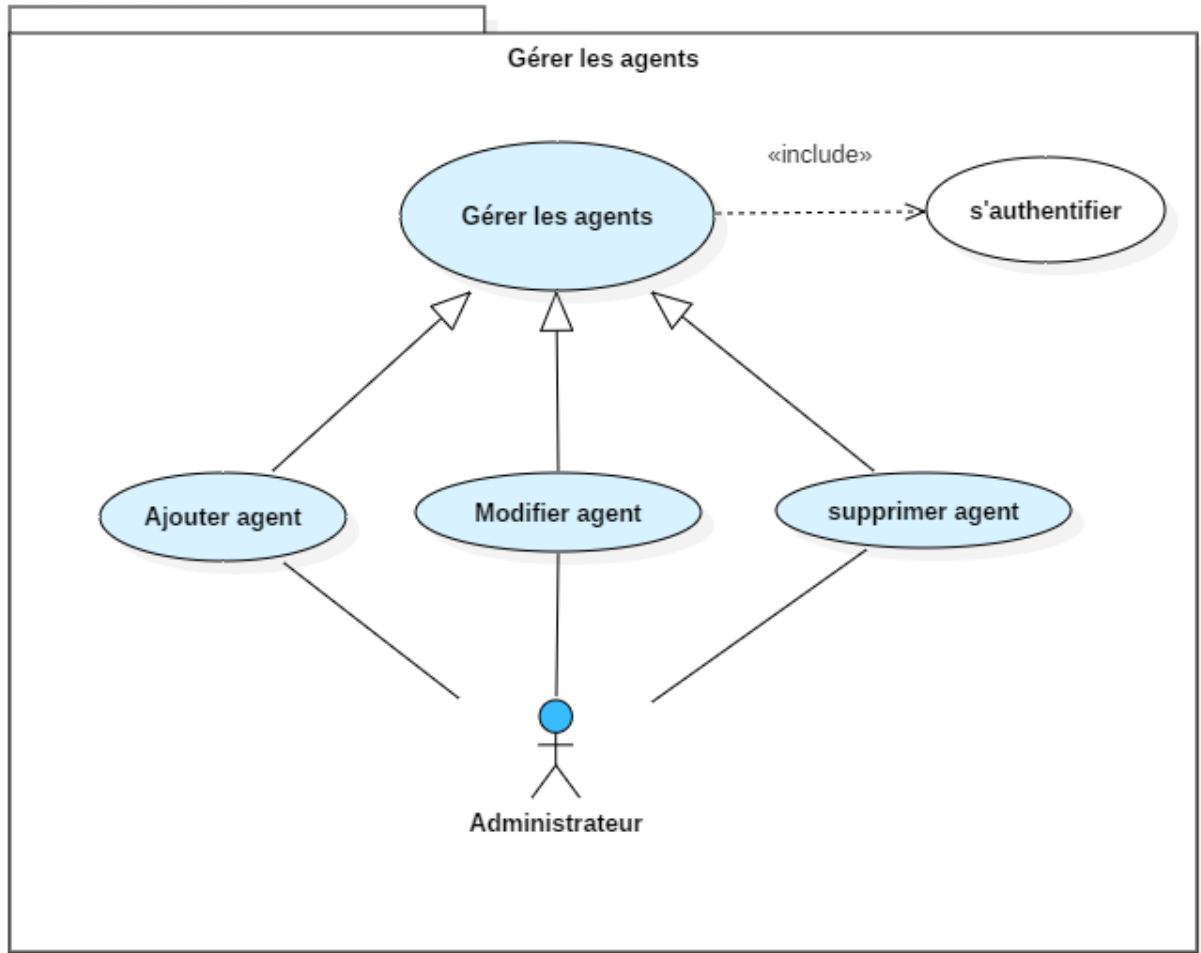 Gérer les agents
«include»
Gérer les agents
s'authentifier
Ajouter agent
Modifier agent
supprimer agent
Administrateur